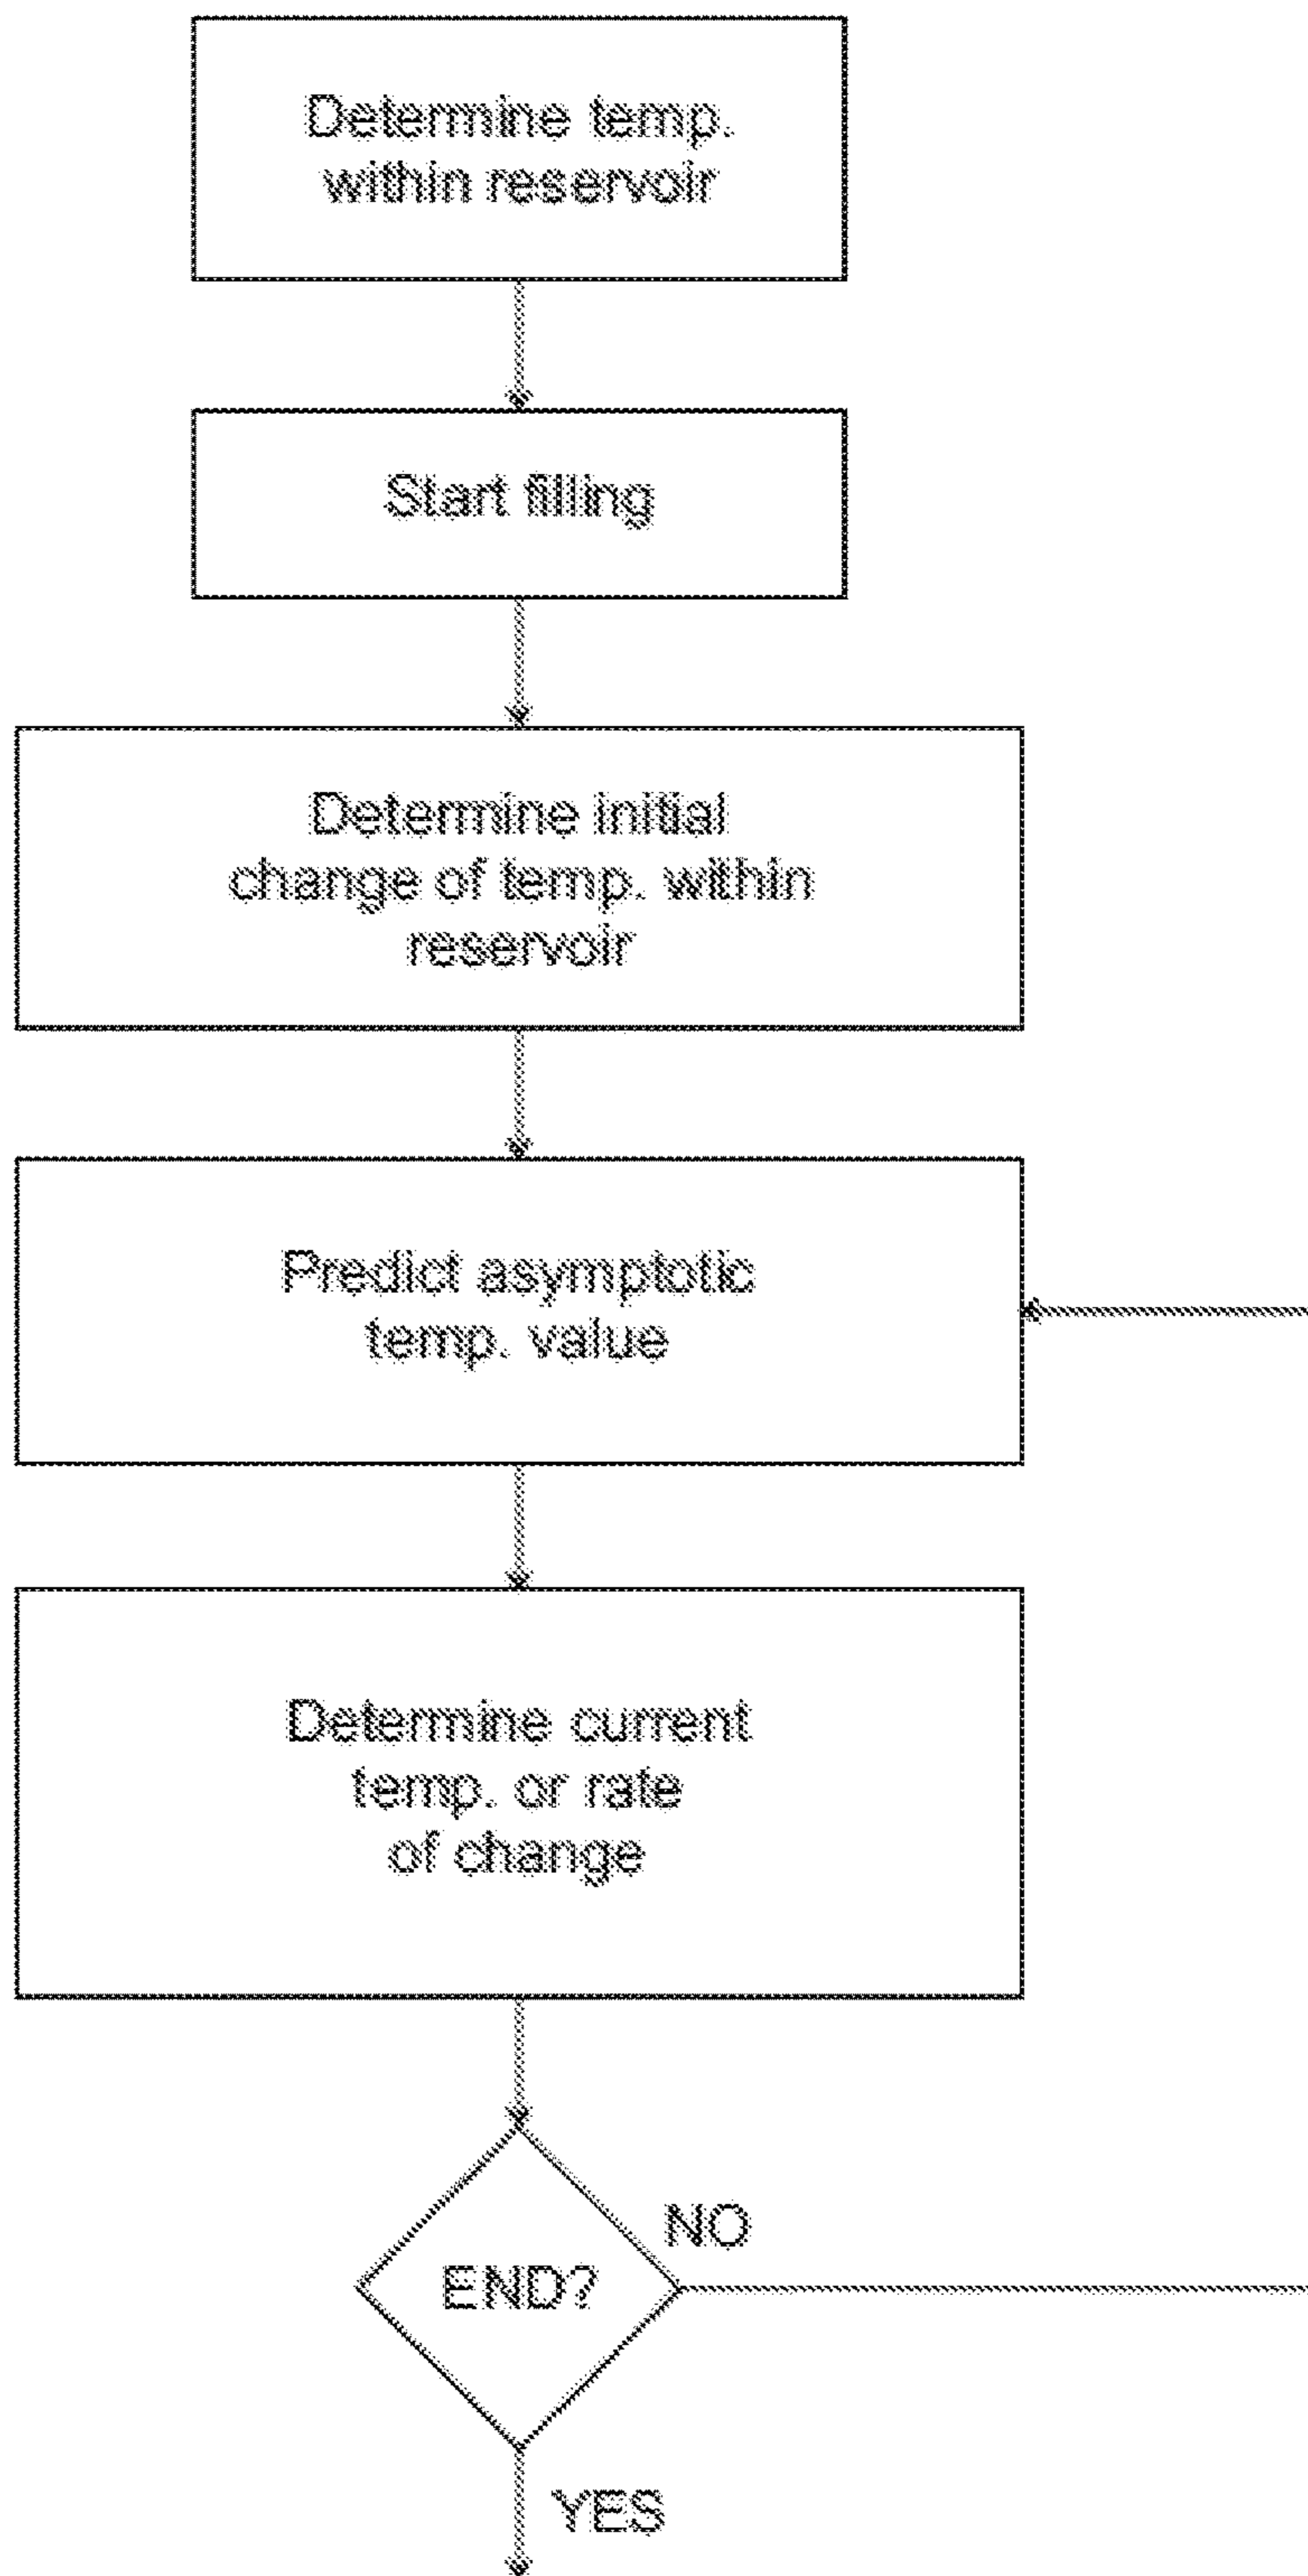 Determine temp.
within reservoir
Start filling
Determine initial
change of temp. within
reservoir
Predict asymptotic
temp. value
Determine current
temp. or rate
of change
NO
END?
YES